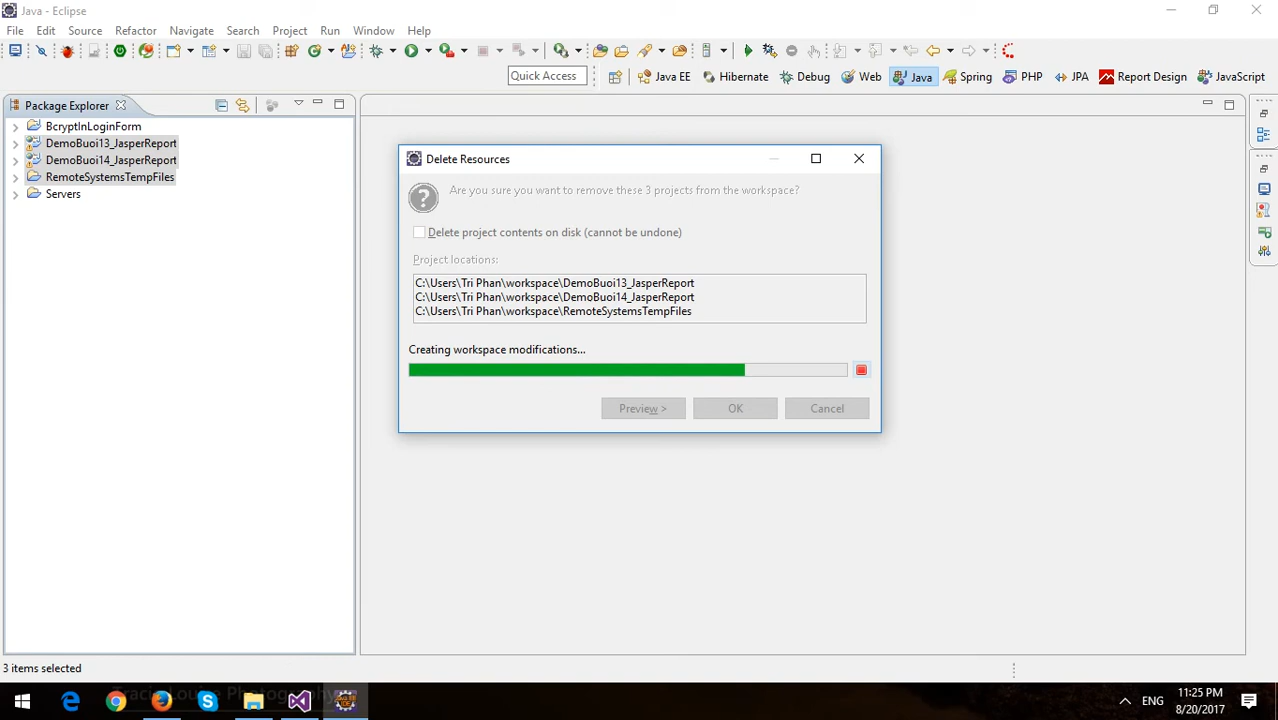 Java - Eclipse
File Edit Source Refactor Navigate Search Project Run Window Help
Quick Access Java EE Hibernate Debug Web Java Spring PHP JPA Report Design JavaScript
Package Explorer
BcryptInLoginForm
DemoBuoi13_JasperReport
DemoBuoi14_JasperReport
RemoteSystemsTempFiles
Servers
Delete Resources
Are you sure you want to remove these 3 projects from the workspace?
Delete project contents on disk (cannot be undone)
Project locations:
C:\Users\Tri Phan\workspace\DemoBuoi13_JasperReport
C:\Users\Tri Phan\workspace\DemoBuoi14_JasperReport
C:\Users\Tri Phan\workspace\RemoteSystemsTempFiles
Creating workspace modifications...
Preview > OK Cancel
3 items selected
Photography
ENG
11:25 PM
8/20/2017